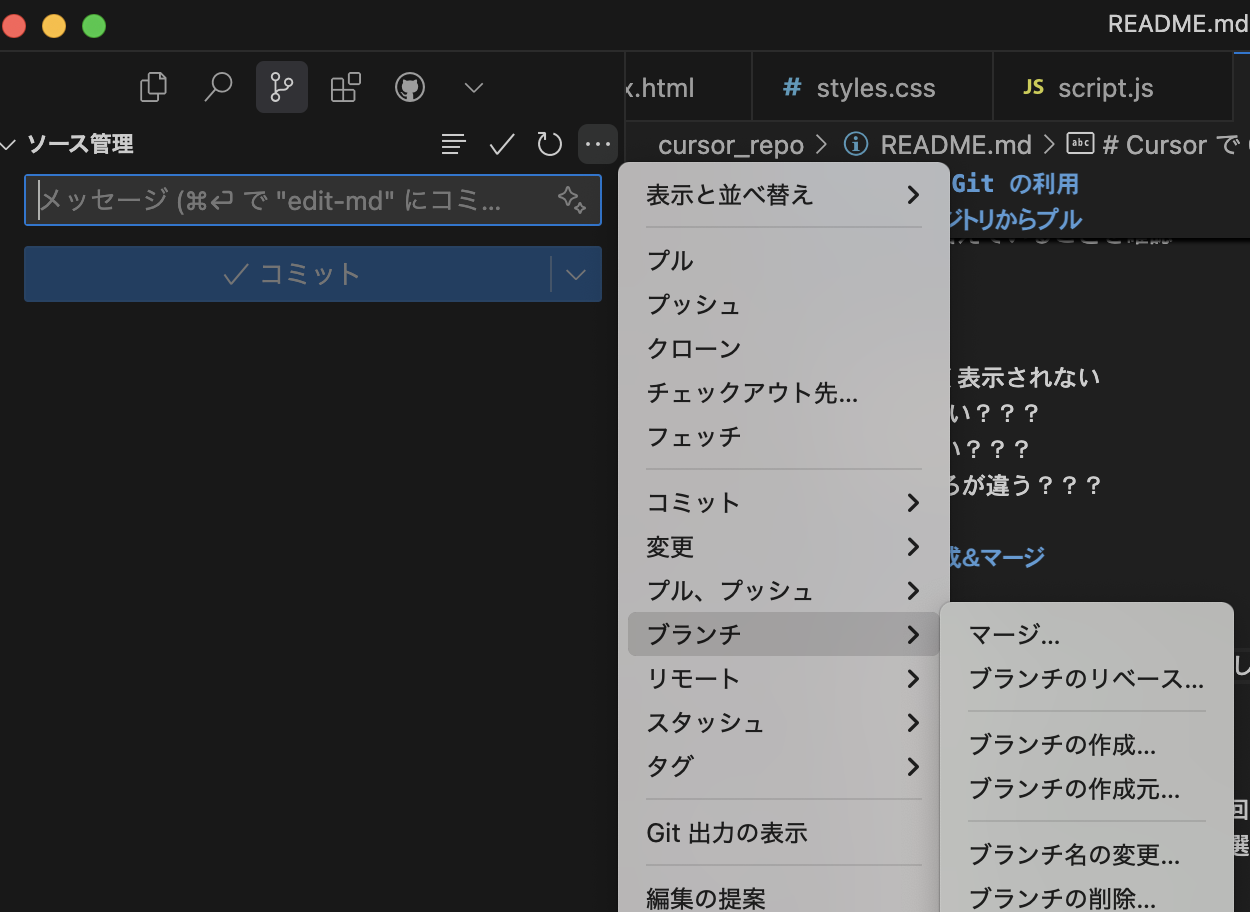 README.md
.html
# styles.css
JS script.js
ソース管理
cursor_repo > README.md > # Cursor で
メッセージ (⌘⏎ で "edit-md" にコミ...
コミット
Git の利用
ジトリからプル
表示されない
い？？？
い？？？
ろが違う？？？
成&マージ
表示と並べ替え
プル
プッシュ
クローン
チェックアウト先...
フェッチ
コミット
変更
プル、プッシュ
ブランチ
リモート
スタッシュ
タグ
Git 出力の表示
編集の提案
マージ...
ブランチのリベース...
ブランチの作成...
ブランチの作成元...
ブランチ名の変更...
ブランチの削除...
し
回
選